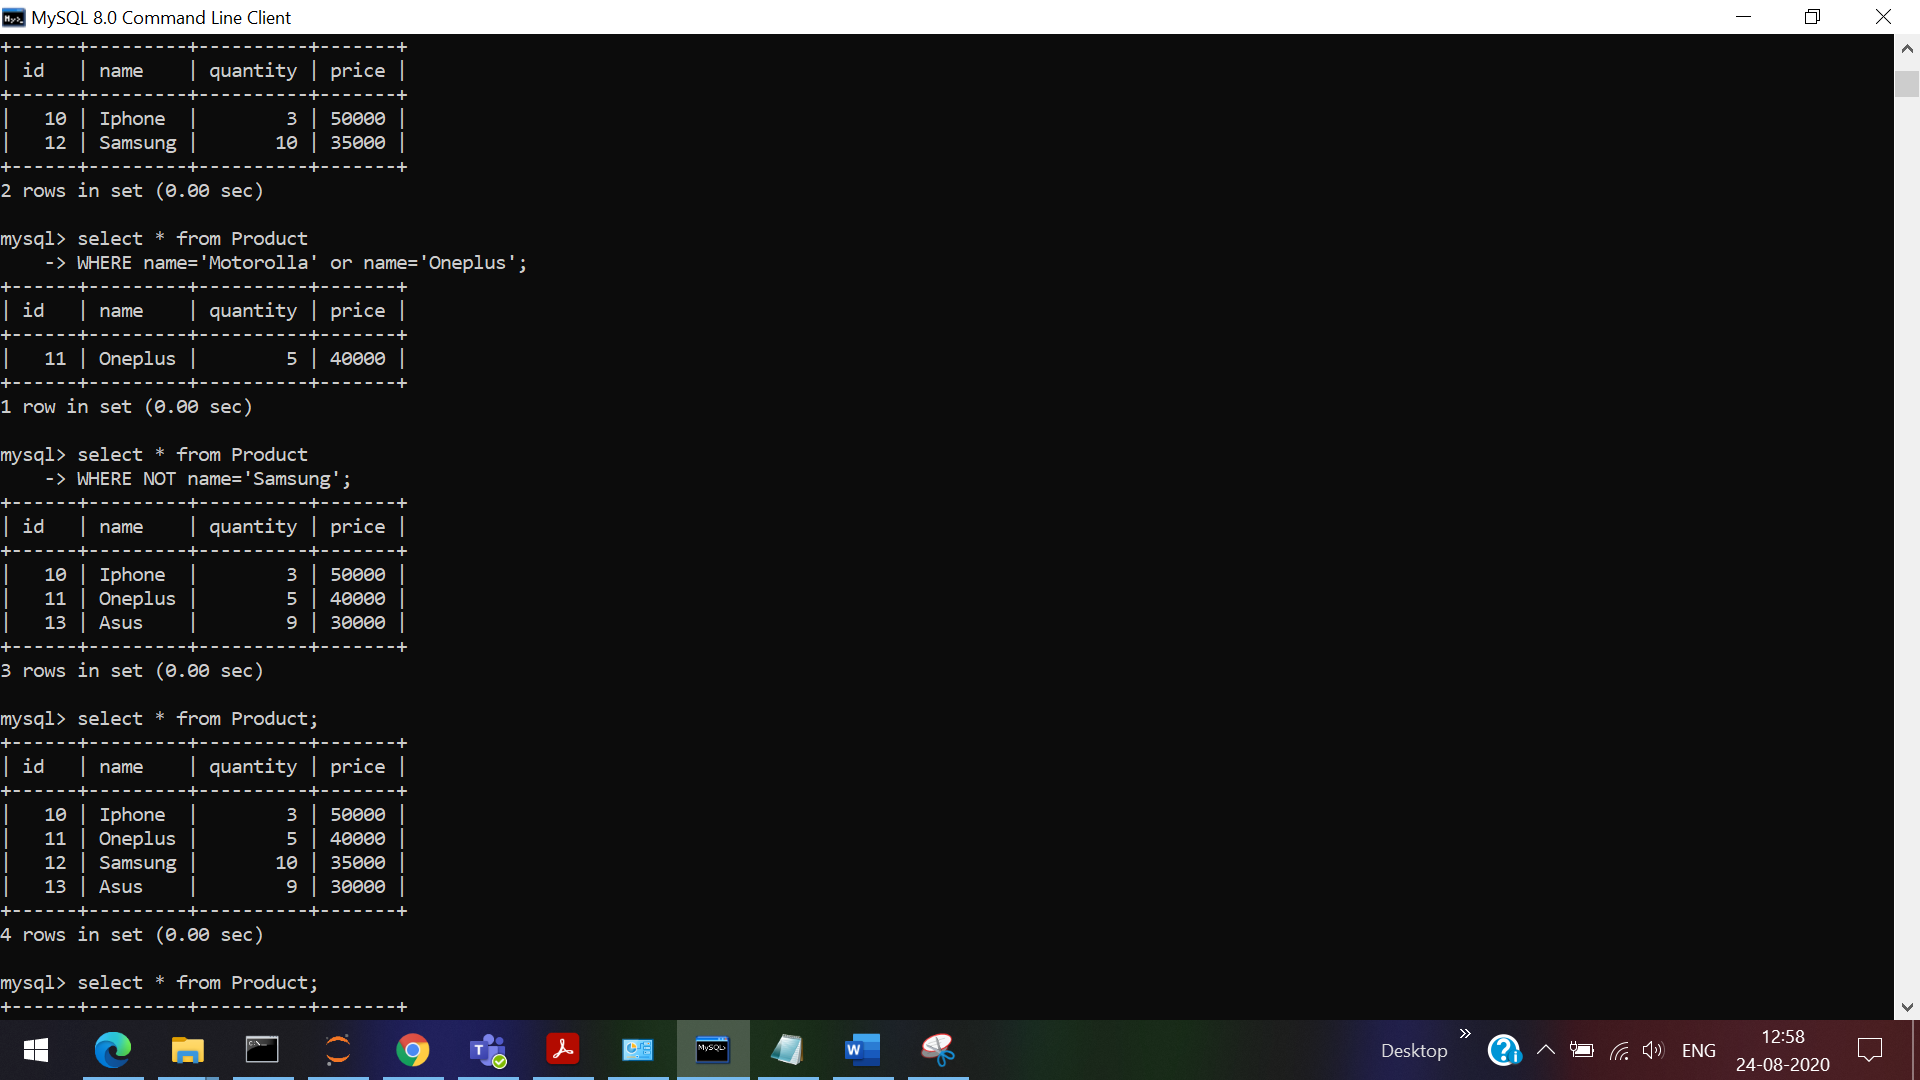 MySQL 8.0 Command Line Client
+------+---------+----------+-------+
| id   | name    | quantity | price |
+------+---------+----------+-------+
|   10 | Iphone  |        3 | 50000 |
|   12 | Samsung |       10 | 35000 |
+------+---------+----------+-------+
2 rows in set (0.00 sec)
mysql> select * from Product
    -> WHERE name='Motorolla' or name='Oneplus';
+------+---------+----------+-------+
| id   | name    | quantity | price |
+------+---------+----------+-------+
|   11 | Oneplus |        5 | 40000 |
+------+---------+----------+-------+
1 row in set (0.00 sec)
mysql> select * from Product
    -> WHERE NOT name='Samsung';
+------+---------+----------+-------+
| id   | name    | quantity | price |
+------+---------+----------+-------+
|   10 | Iphone  |        3 | 50000 |
|   11 | Oneplus |        5 | 40000 |
|   13 | Asus    |        9 | 30000 |
+------+---------+----------+-------+
3 rows in set (0.00 sec)
mysql> select * from Product;
+------+---------+----------+-------+
| id   | name    | quantity | price |
+------+---------+----------+-------+
|   10 | Iphone  |        3 | 50000 |
|   11 | Oneplus |        5 | 40000 |
|   12 | Samsung |       10 | 35000 |
|   13 | Asus    |        9 | 30000 |
+------+---------+----------+-------+
4 rows in set (0.00 sec)
mysql> select * from Product;
+------+---------+----------+-------+
Desktop
ENG
12:58
24-08-2020